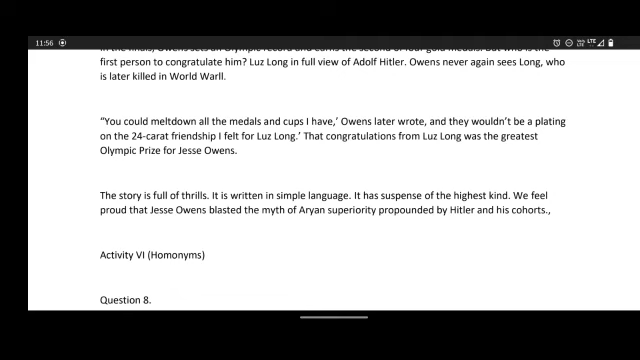 11:56
LTE
in the finals, Owens sets an Olympic record and earns the second of four gold medals. But who is the
first person to congratulate him? Luz Long in full view of Adolf Hitler. Owens never again sees Long, who
is later killed in World Warll.
“You could meltdown all the medals and cups I have,’ Owens later wrote, and they wouldn’t be a plating
on the 24-carat friendship I felt for Luz Long.’ That congratulations from Luz Long was the greatest
Olympic Prize for Jesse Owens.
The story is full of thrills. It is written in simple language. It has suspense of the highest kind. We feel
proud that Jesse Owens blasted the myth of Aryan superiority propounded by Hitler and his cohorts.,
Activity VI (Homonyms)
Question 8.